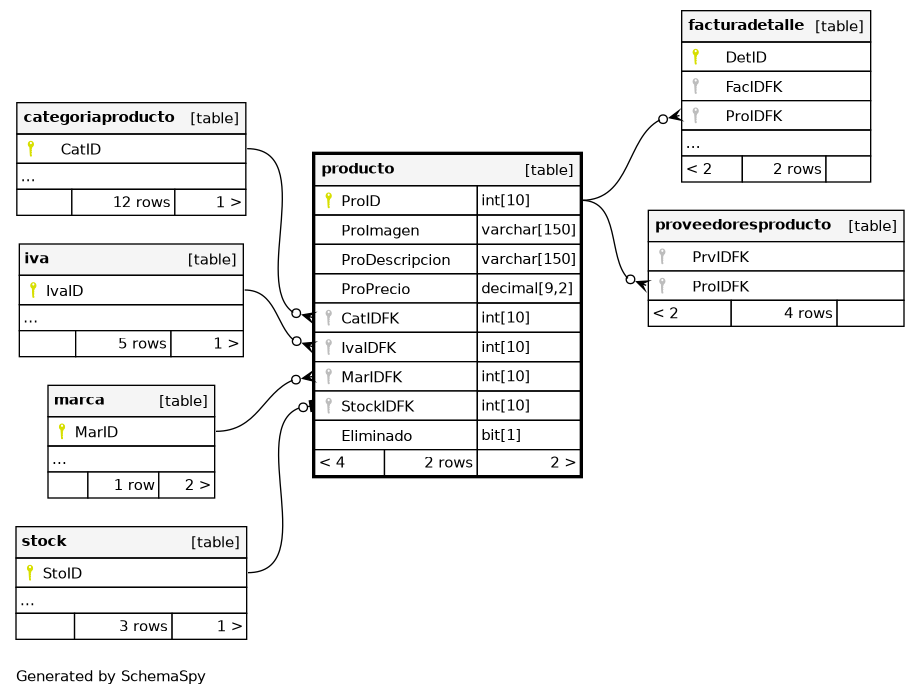 categoriaproducto [table]
CatID
...
12 rows 1 >
iva [table]
IvaID
...
5 rows 1 >
marca [table]
MarID
...
1 row 2 >
stock [table]
StoID
...
3 rows 1 >
producto [table]
ProID int[10]
ProImagen varchar[150]
ProDescripcion varchar[150]
ProPrecio decimal[9,2]
CatIDFK int[10]
IvaIDFK int[10]
MarIDFK int[10]
StockIDFK int[10]
Eliminado bit[1]
< 4 2 rows 2 >
facturadetalle [table]
DetID
FacIDFK
ProIDFK
...
< 2 2 rows
proveedoresproducto [table]
PrvIDFK
ProIDFK
< 2 4 rows
Generated by SchemaSpy